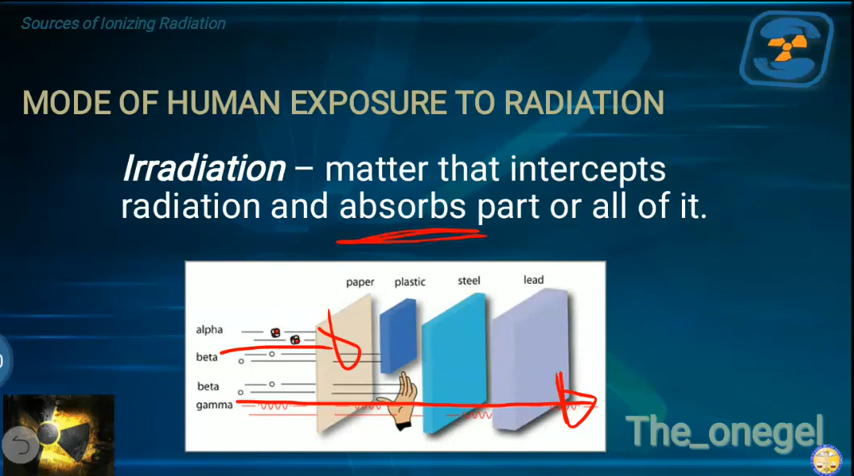 Sources of Ionizing Radiation
MODE OF HUMAN EXPOSURE TO RADIATION
Irradiation – matter that intercepts
radiation and absorbs part or all of it.
paper plastic steel lead
alpha
beta
beta
gamma
The_onegel